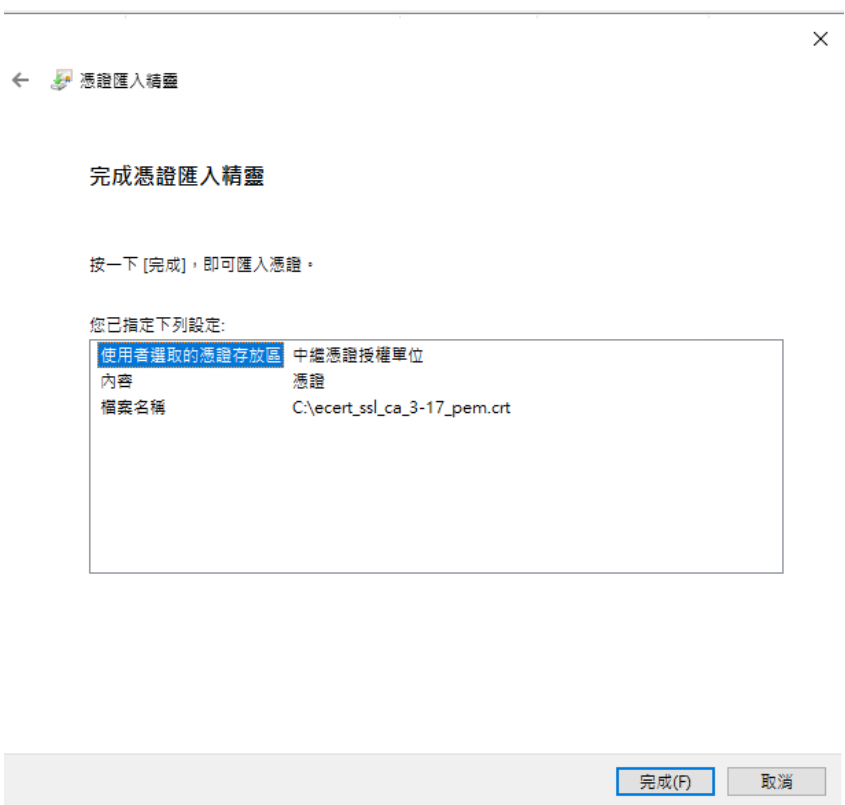 憑證匯入精靈
完成憑證匯入精靈
按一下 [完成]，即可匯入憑證。
您已指定下列設定:
使用者選取的憑證存放區 中繼憑證授權單位
內容 憑證
檔案名稱 C:\ecert_ssl_ca_3-17_pem.crt
完成(F) 取消